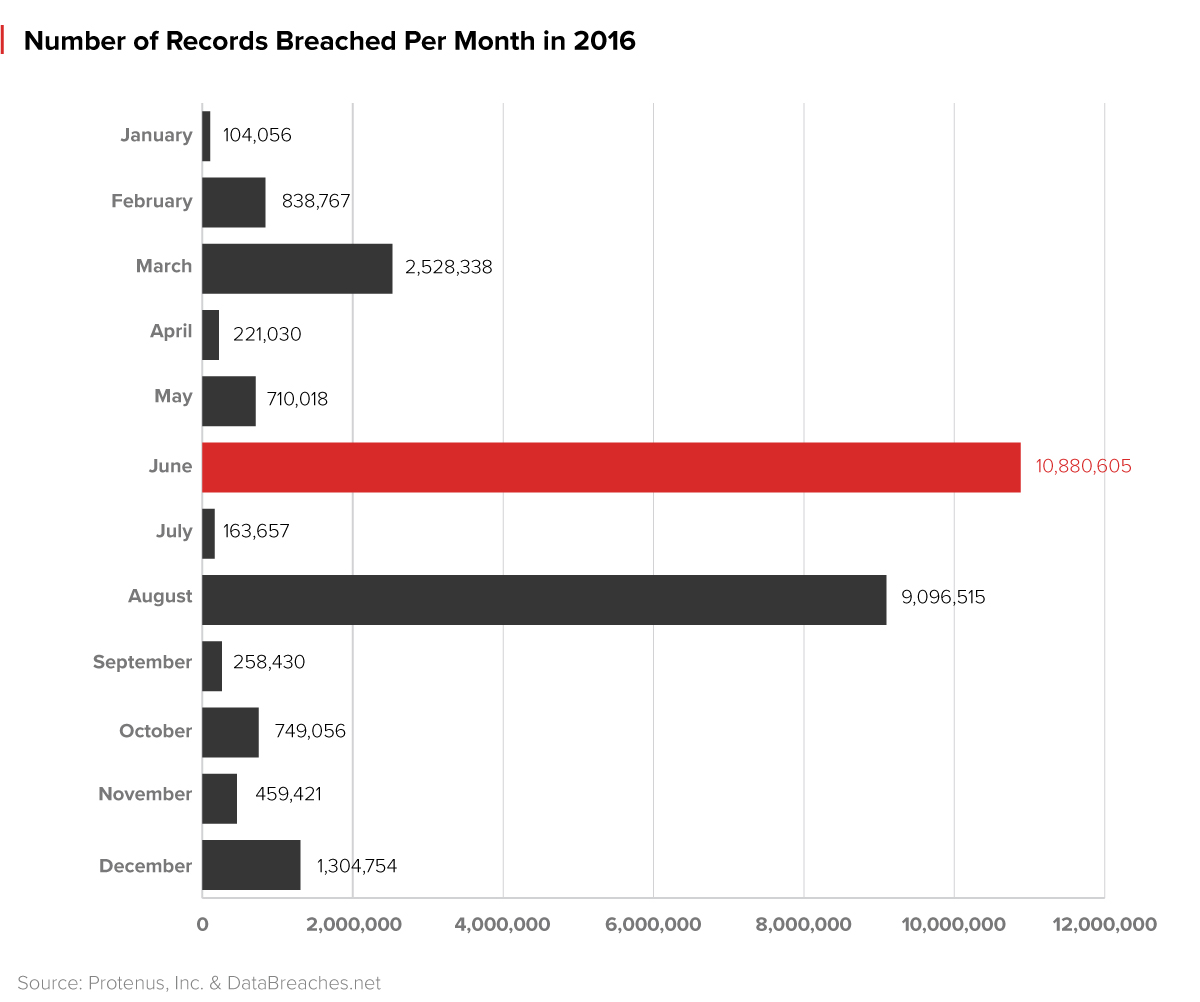 Number of Records Breached Per Month in 2016
January 104,056
February 838,767
March 2,528,338
April 221,030
May 710,018
June 10,880,605
July 163,657
August 9,096,515
September 258,430
October 749,056
November 459,421
December 1,304,754
0 2,000,000 4,000,000 6,0000,000 8,000,000 10,000,000 12,000,000
Source: Protenus, Inc. & DataBreaches.net